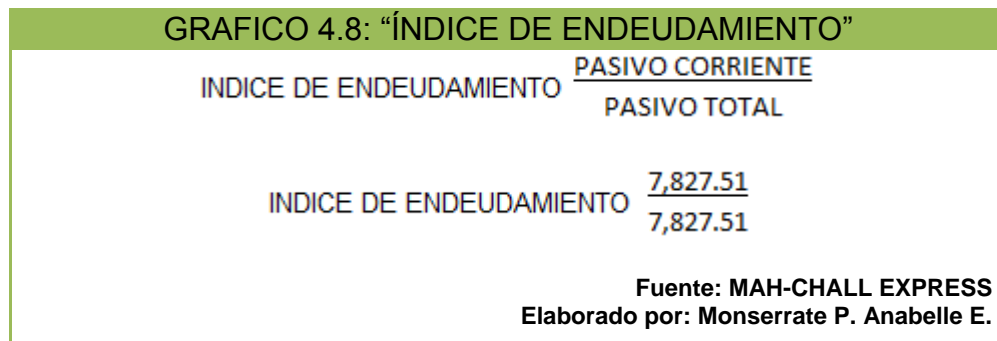 GRAFICO 4.8: “ÍNDICE DE ENDEUDAMIENTO”
INDICE DE ENDEUDAMIENTO PASIVO CORRIENTE
PASIVO TOTAL
INDICE DE ENDEUDAMIENTO 7,827.51
7,827.51
Fuente: MAH-CHALL EXPRESS
Elaborado por: Monserrate P. Anabelle E.